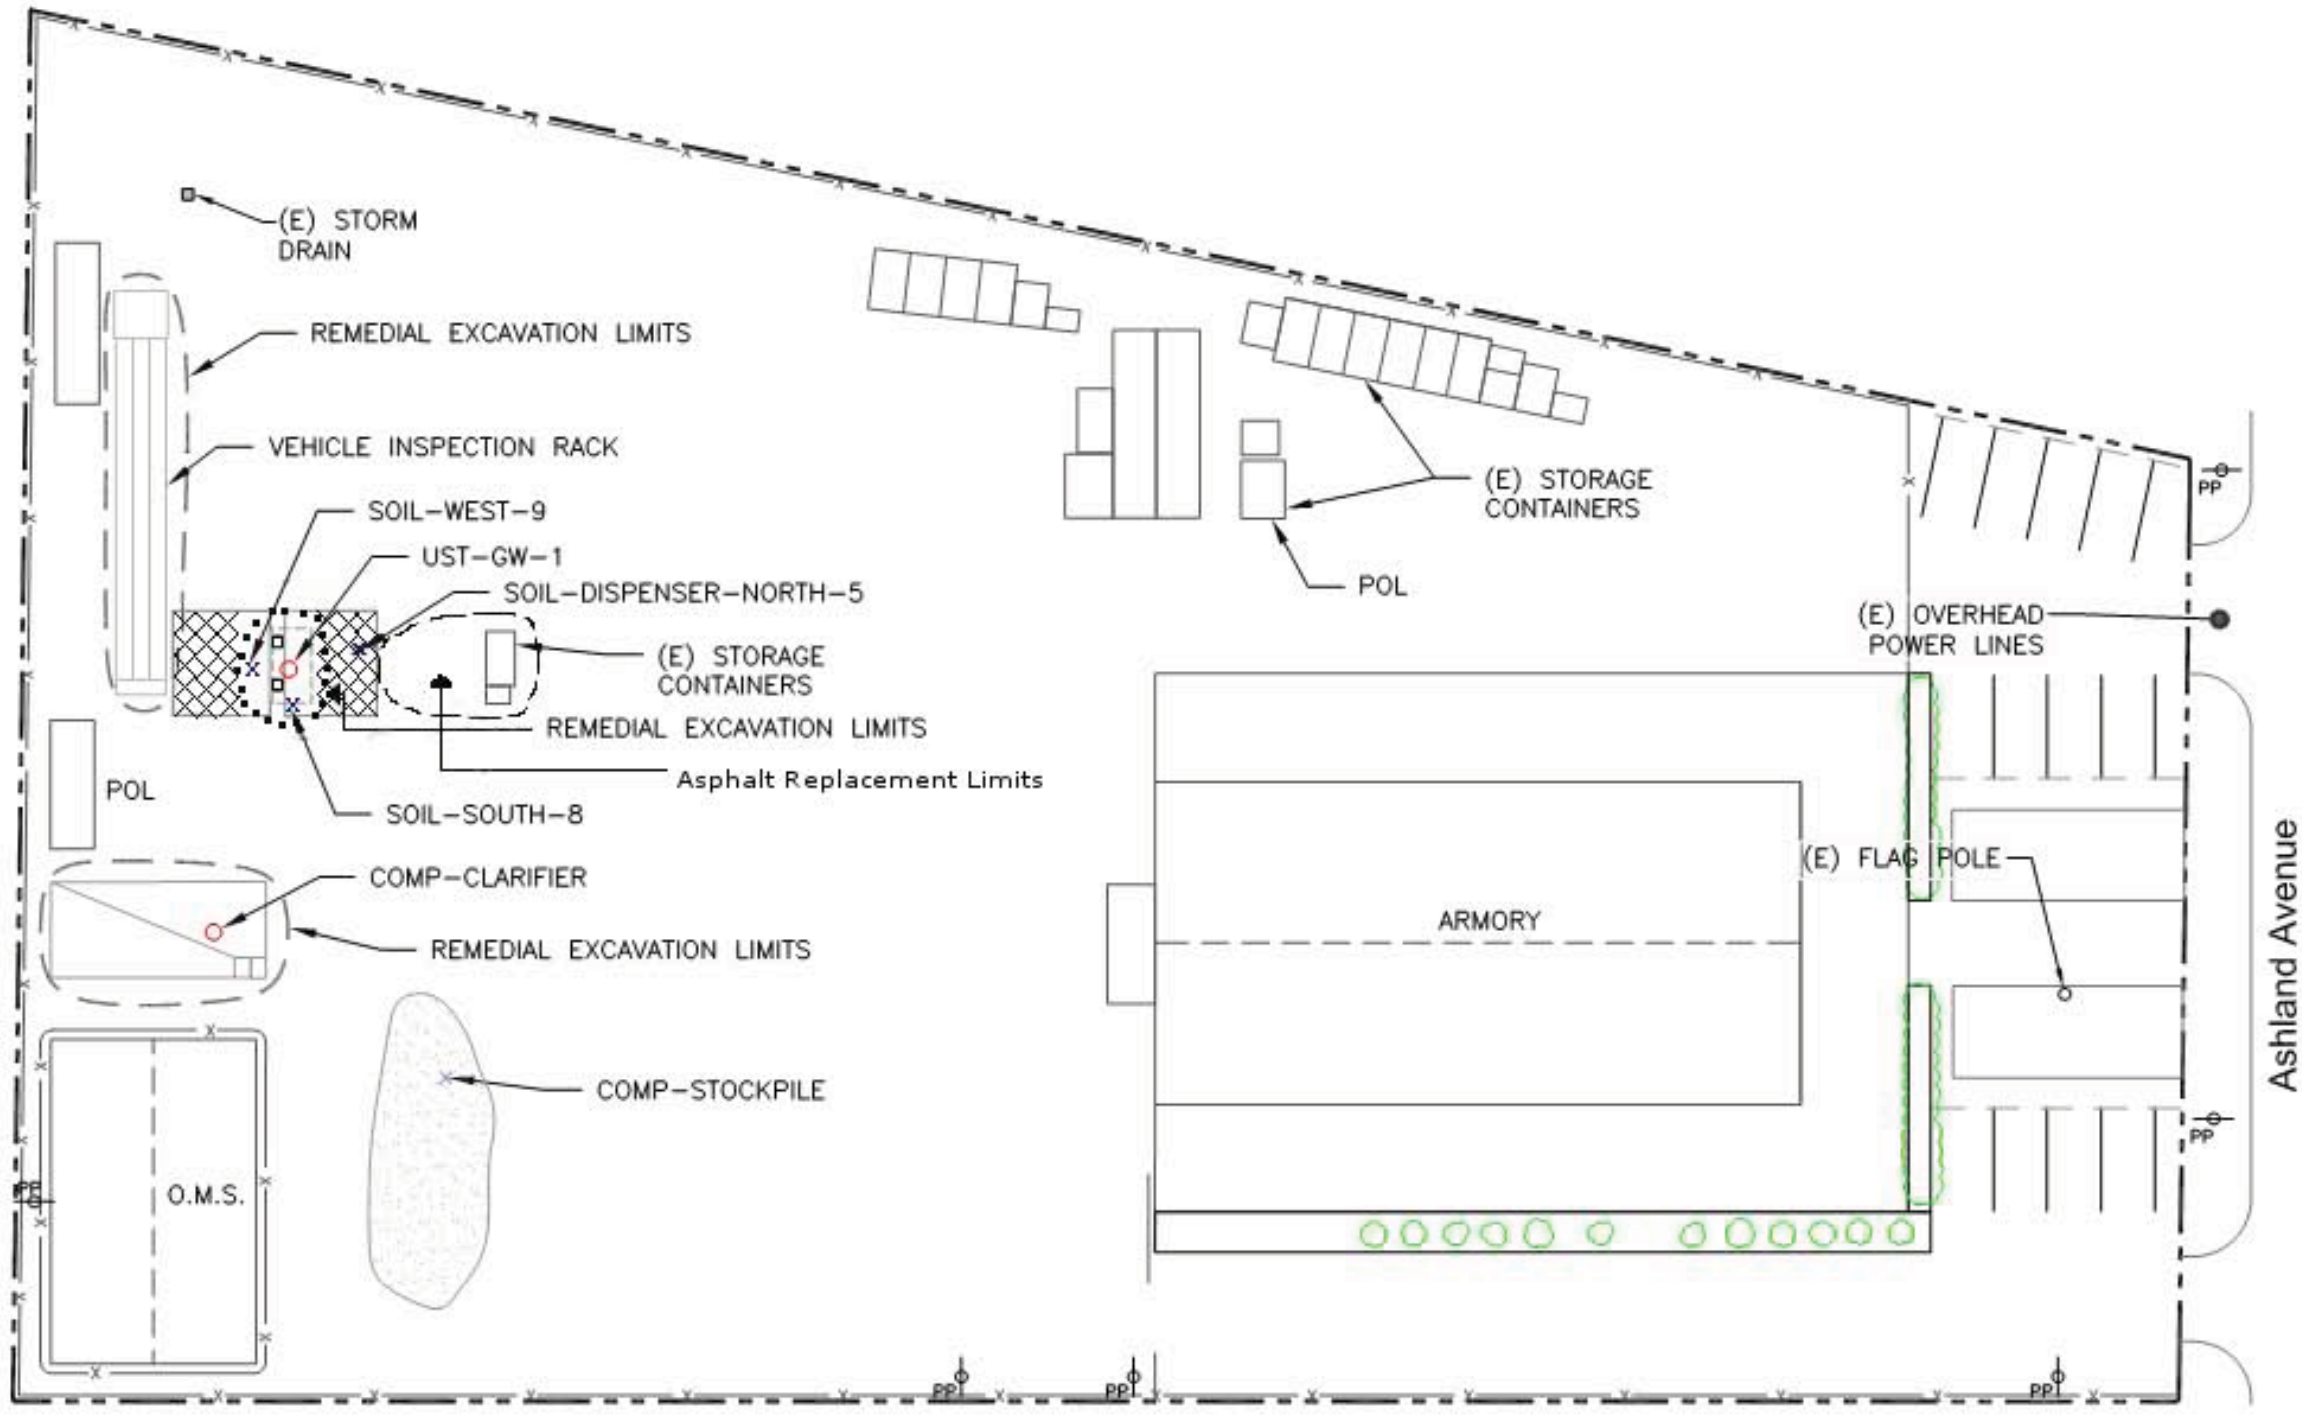 (E) STORM
DRAIN
REMEDIAL EXCAVATION LIMITS
VEHICLE INSPECTION RACK
(E) STORAGE
CONTAINERS
PP
SOIL-WEST-9
UST-GW-1
POL
SOIL-DISPENSER-NORTH-5
(E) OVERHEAD
POWER LINES
(E) STORAGE
CONTAINERS
REMEDIAL EXCAVATION LIMITS
Asphalt Replacement Limits
POL
SOIL-SOUTH-8
(E) FLAG POLE
COMP-CLARIFIER
ARMORY
REMEDIAL EXCAVATION LIMITS
Ashland Avenue
COMP-STOCKPILE
PP
PP
O.M.S.
PP
PP
PP